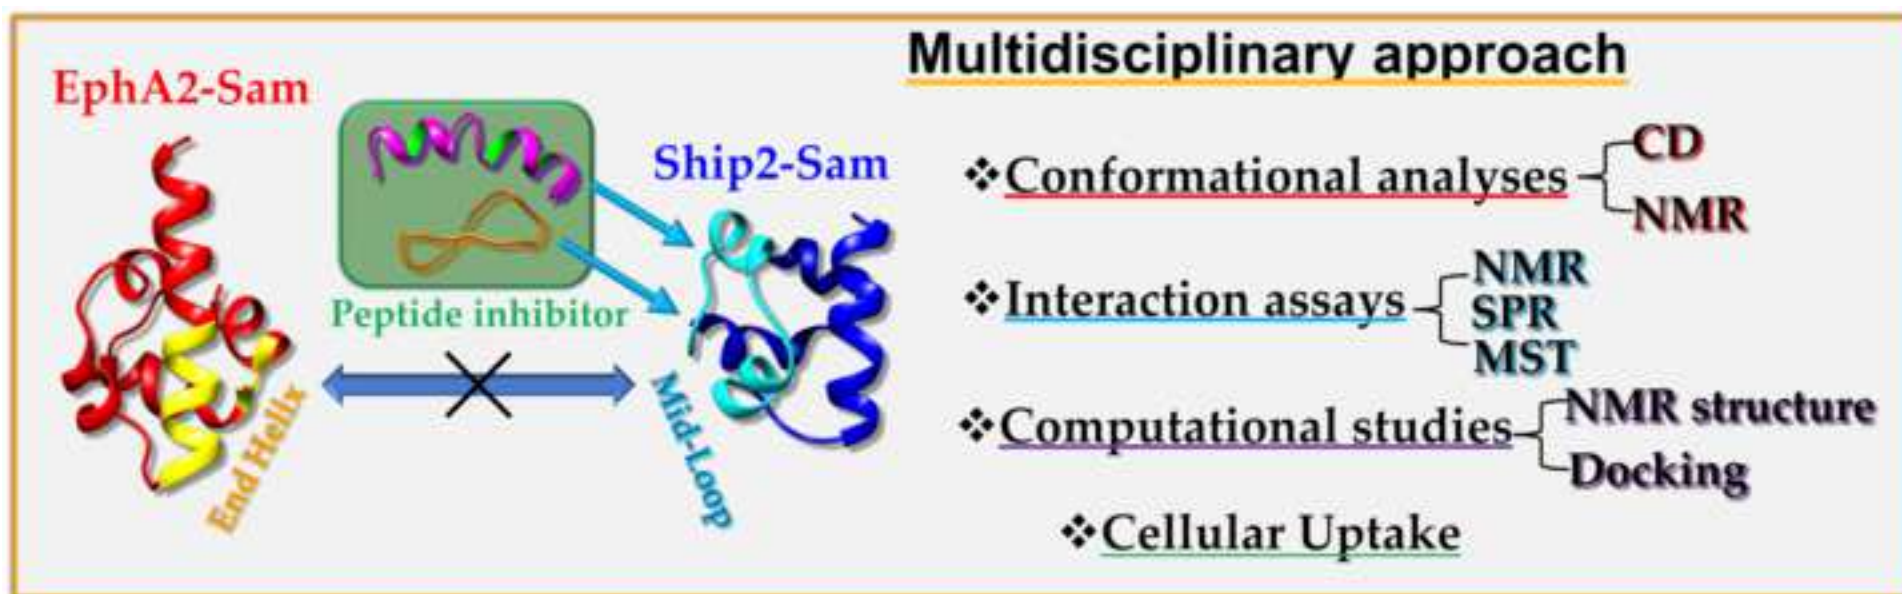 EphA2-Sam
Peptide inhibitor
Ship2-Sam
End Helix
Mid-Loop
Multidisciplinary approach
❖Conformational analyses
CD
NMR
❖Interaction assays
NMR
SPR
MST
❖Computational studies
NMR structure
Docking
❖Cellular Uptake